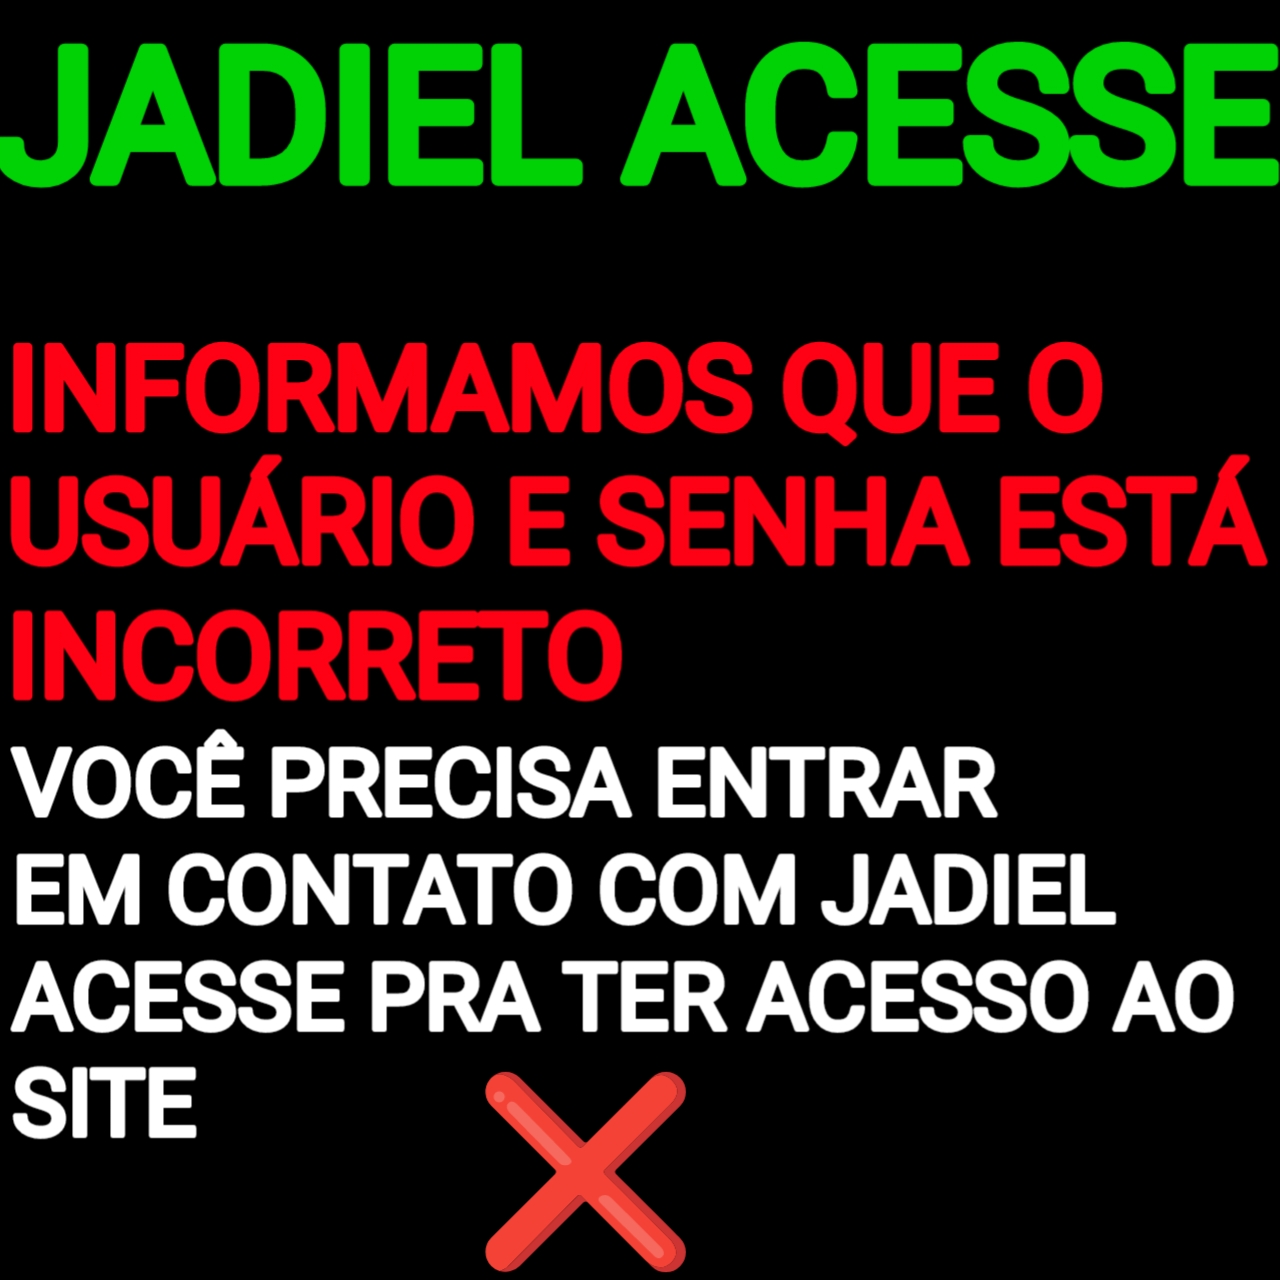 JADIEL ACESSE
INFORMAMOS QUE O
USUÁRIO E SENHA ESTÁ
INCORRETO
VOCÊ PRECISA ENTRAR
EM CONTATO COM JADIEL
ACESSE PRA TER ACESSO AO
SITE